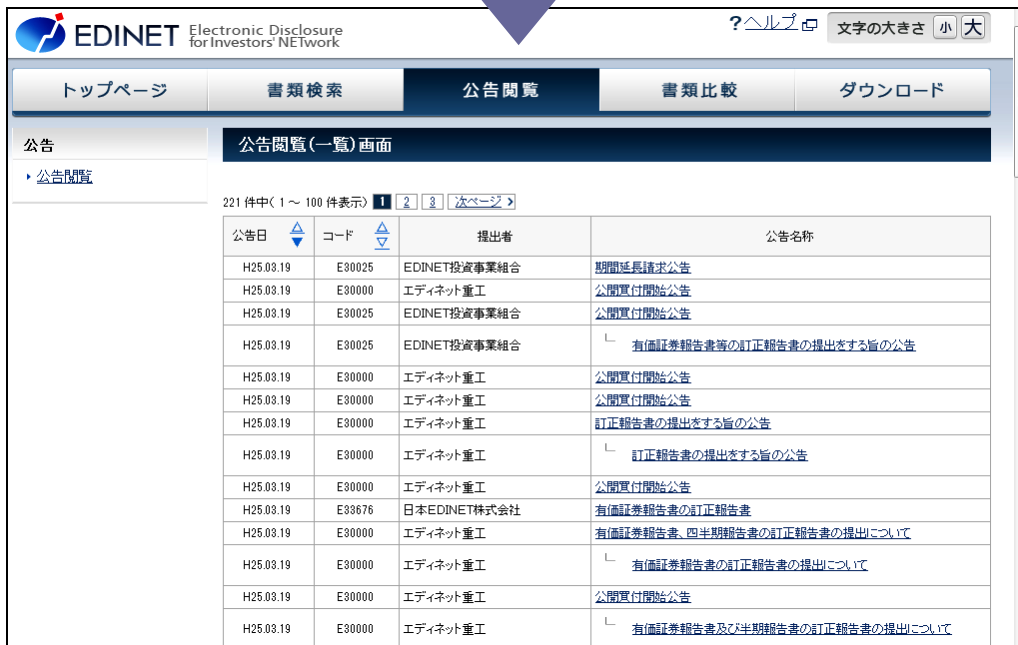 EDINET Electronic Disclosure for Investors' NETwork
?ヘルプ 文字の大きさ 小 大
トップページ 書類検索 公告閲覧 書類比較 ダウンロード
公告
公告閲覧
公告閲覧(一覧)画面
221 件中( 1 ～ 100 件表示) 1 2 3 次ページ
公告日 コード 提出者 公告名称
H25.03.19 E30025 EDINET投資事業組合 期間延長請求公告
H25.03.19 E30000 エディネット重工 公開買付開始公告
H25.03.19 E30025 EDINET投資事業組合 公開買付開始公告
H25.03.19 E30025 EDINET投資事業組合 有価証券報告書等の訂正報告書の提出をする旨の公告
H25.03.19 E30000 エディネット重工 公開買付開始公告
H25.03.19 E30000 エディネット重工 公開買付開始公告
H25.03.19 E30000 エディネット重工 訂正報告書の提出をする旨の公告
H25.03.19 E30000 エディネット重工 訂正報告書の提出をする旨の公告
H25.03.19 E30000 エディネット重工 公開買付開始公告
H25.03.19 E33676 日本EDINET株式会社 有価証券報告書の訂正報告書
H25.03.19 E30000 エディネット重工 有価証券報告書、四半期報告書の訂正報告書の提出について
H25.03.19 E30000 エディネット重工 有価証券報告書の訂正報告書の提出について
H25.03.19 E30000 エディネット重工 公開買付開始公告
H25.03.19 E30000 エディネット重工 有価証券報告書及び半期報告書の訂正報告書の提出について